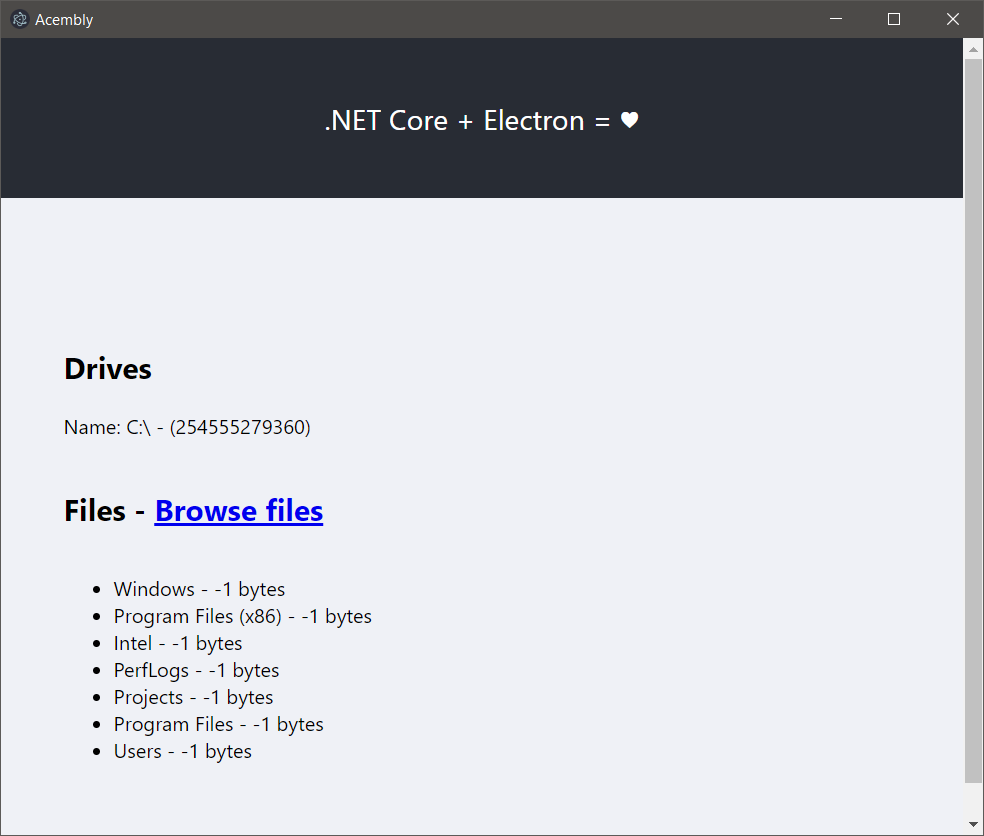 Acembly
.NET Core + Electron = ♥
Drives
Name: C:\ - (254555279360)
Files - Browse files
• Windows - -1 bytes
• Program Files (x86) - -1 bytes
• Intel - -1 bytes
• PerfLogs - -1 bytes
• Projects - -1 bytes
• Program Files - -1 bytes
• Users - -1 bytes